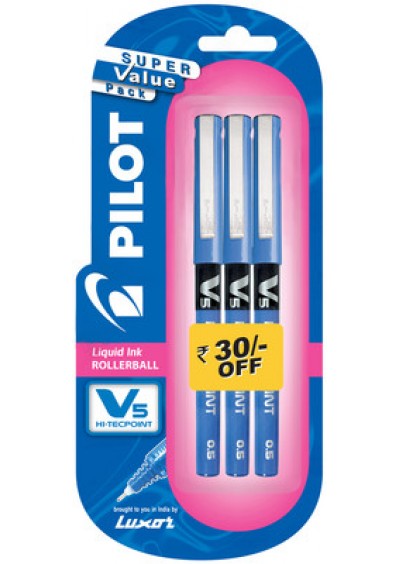 SUPER
Value
Pack
PILOT
Liquid Ink
ROLLERBALL
V5
HI-TECPOINT
brought to you in India by
Luxor
V5
V5
V5
₹ 30/-
OFF
INT
0.5
0.5
0.5